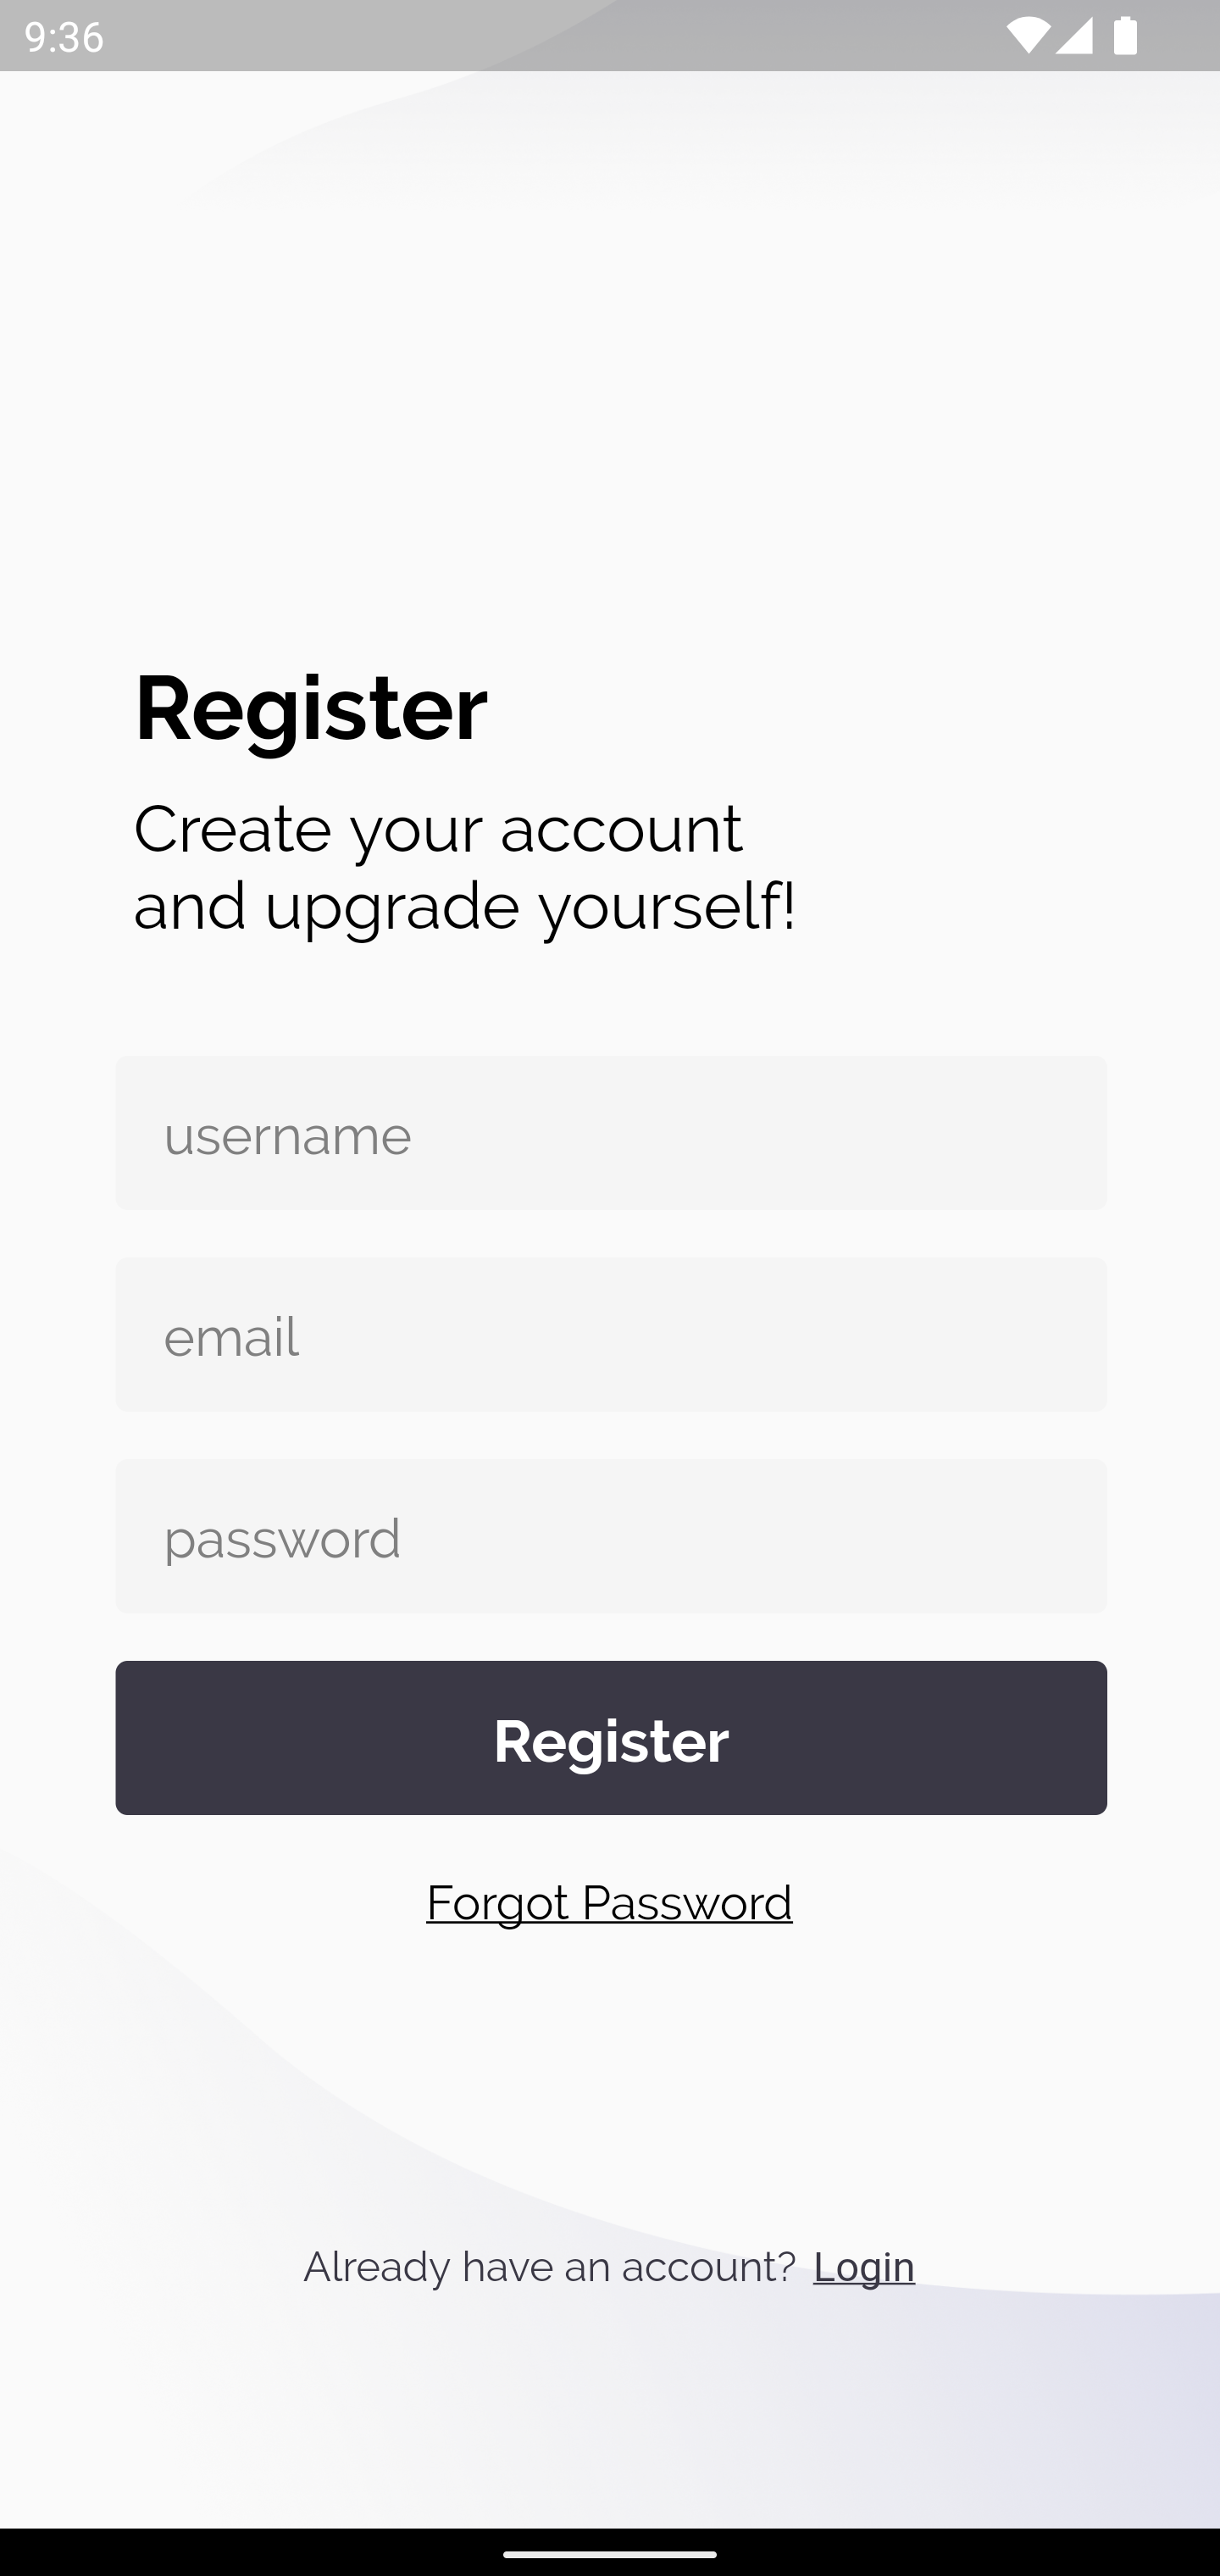 9:36
Register
Create your account
and upgrade yourself!
username
email
password
Register
Forgot Password
Already have an account? Login